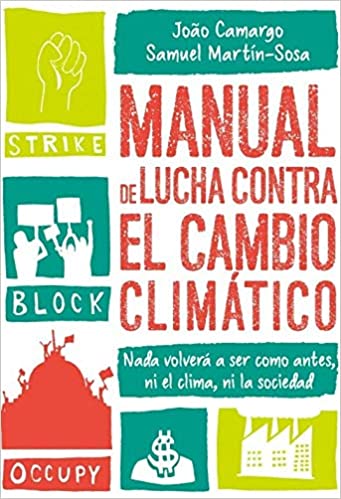 João Camargo
Samuel Martín-Sosa
STRIKE
MANUAL
DE LUCHA CONTRA
EL CAMBIO
CLIMÁTICO
BLOCK
Nada volverá a ser como antes,
ni el clima, ni la sociedad
OCCUPY
$